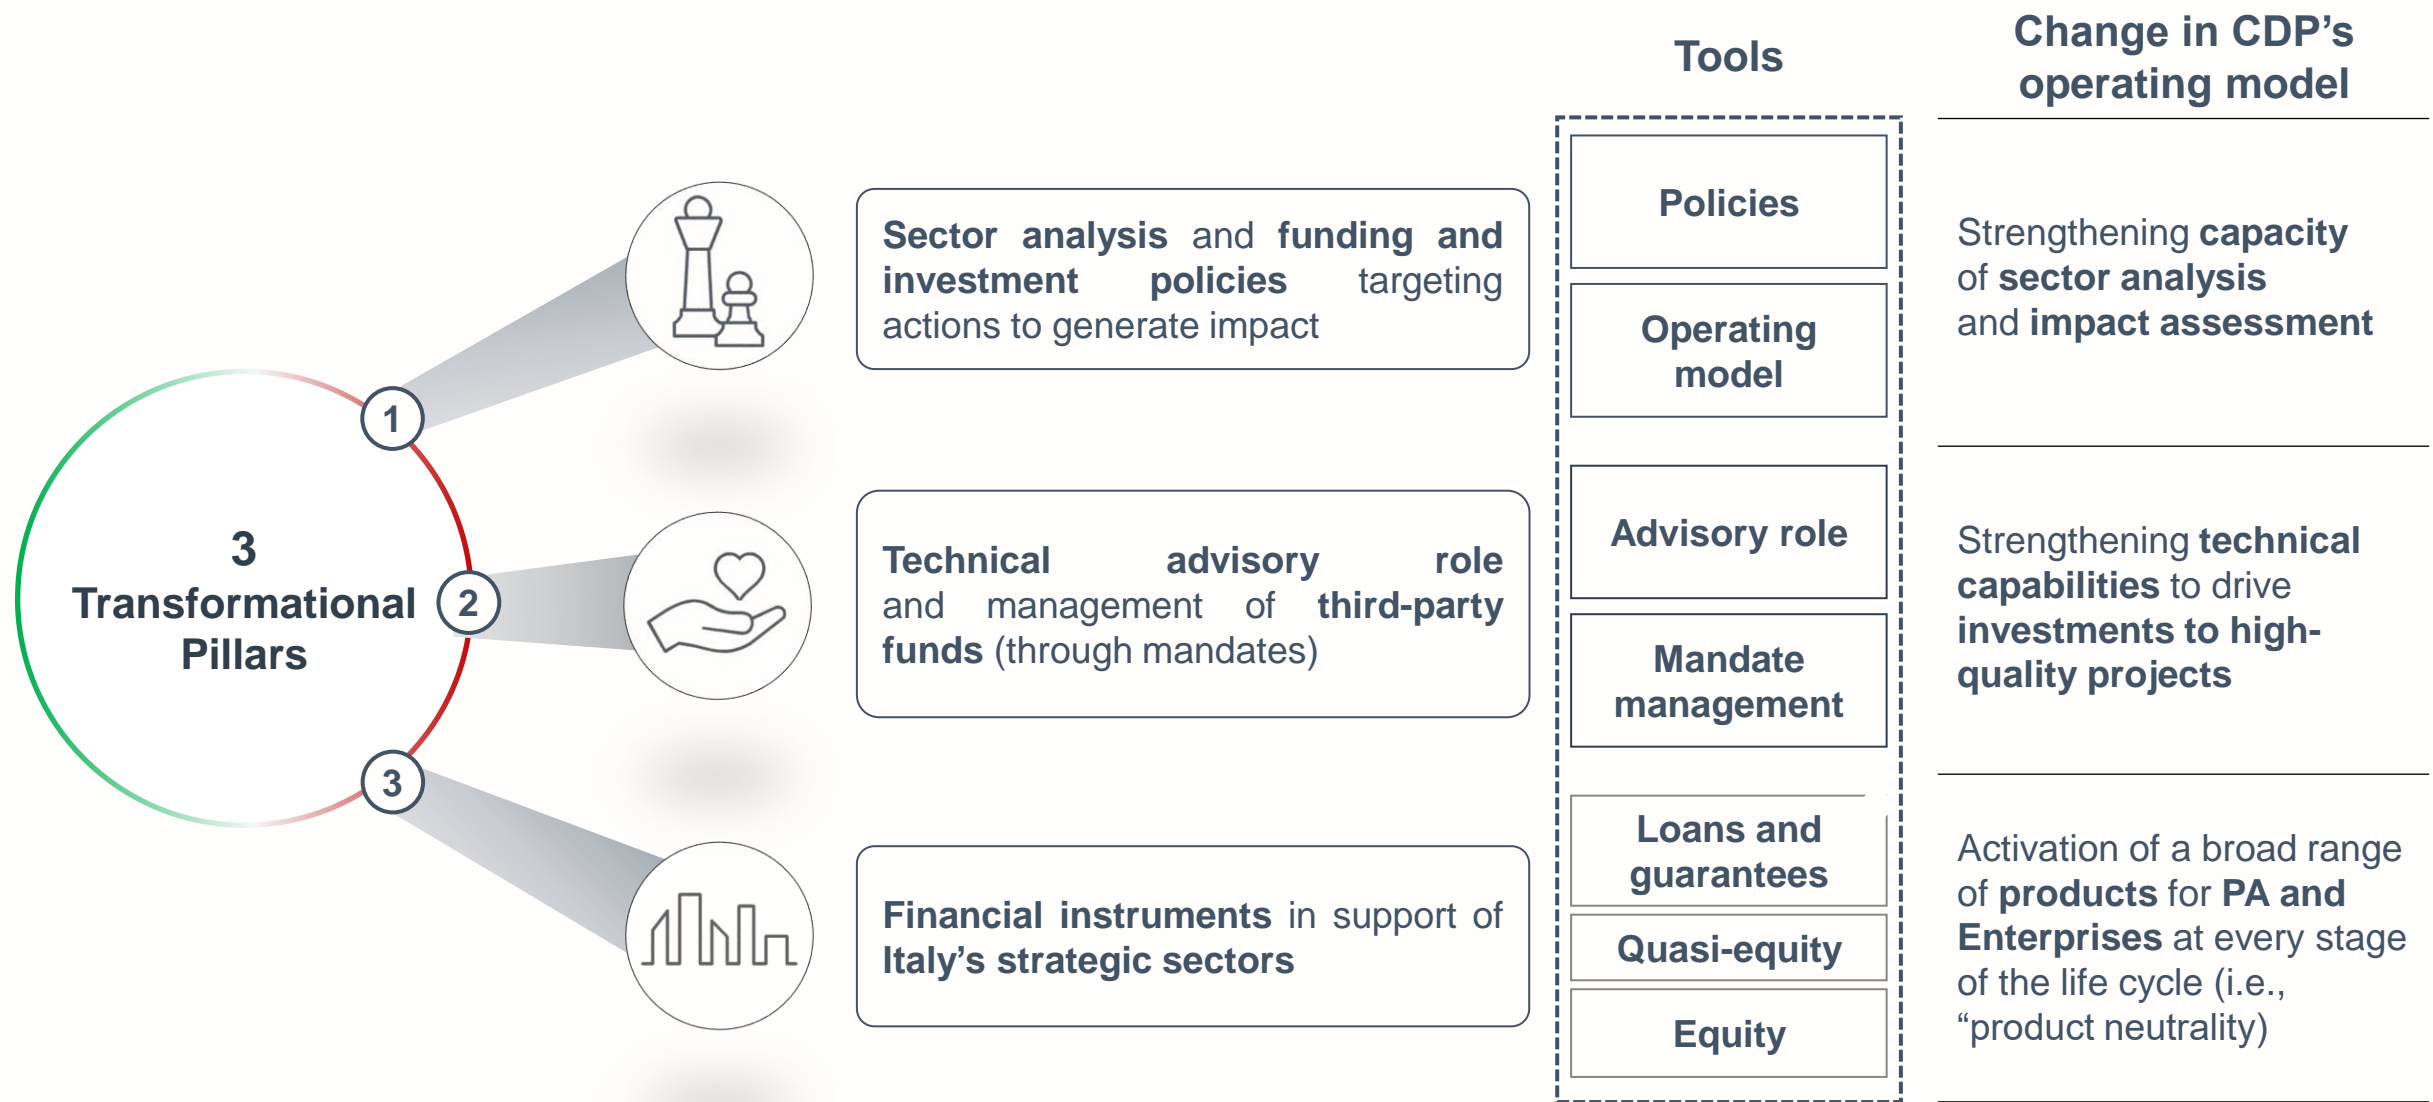 Tools
Change in CDP’s
operating model
3
Transformational
Pillars
1
Sector analysis and funding and
investment policies targeting
actions to generate impact
Policies
Operating
model
Strengthening capacity
of sector analysis
and impact assessment
2
Technical advisory role
and management of third-party
funds (through mandates)
Advisory role
Mandate
management
Strengthening technical
capabilities to drive
investments to high-
quality projects
3
Financial instruments in support of
Italy’s strategic sectors
Loans and
guarantees
Quasi-equity
Equity
Activation of a broad range
of products for PA and
Enterprises at every stage
of the life cycle (i.e.,
“product neutrality)